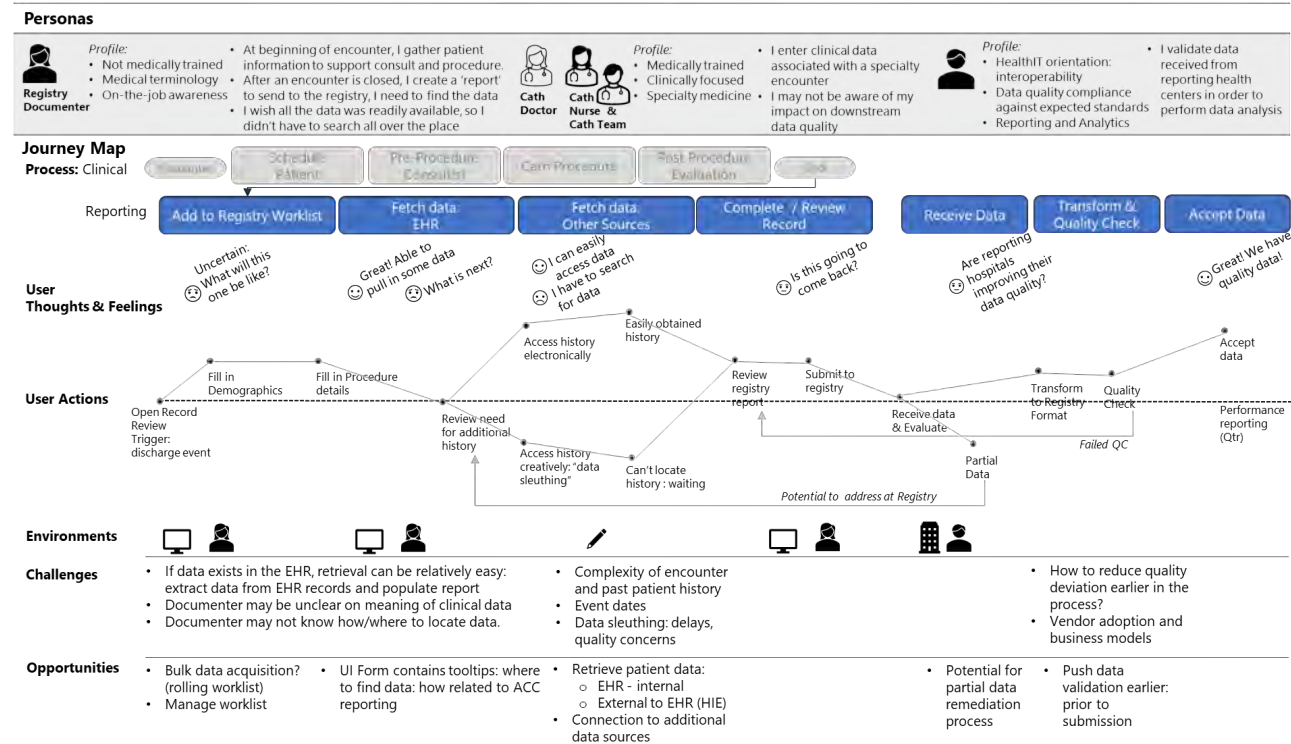 Personas
Registry
Documenter
Profile:
• Not medically trained
• Medical terminology
• On-the-job awareness
• At beginning of encounter, I gather patient
information to support consult and procedure.
• After an encounter is closed, I create a 'report'
to send to the registry, I need to find the data
• I wish all the data was readily available, so I
didn't have to search all over the place
Cath
Doctor
Cath
Nurse &
Cath Team
Profile:
• Medically trained
• Clinically focused
• Specialty medicine
• I enter clinical data
associated with a specialty
encounter
• I may not be aware of my
impact on downstream
data quality
Profile:
• HealthIT orientation:
interoperability
• Data quality compliance
against expected standards
• Reporting and Analytics
• I validate data
received from
reporting health
centers in order to
perform data analysis
Journey Map
Process: Clinical
Schedule
Patient
Pre-Procedure
Post Procedure
Evaluation
Reporting
Add to Registry Worklist
Fetch data:
EHR
Fetch data:
Other Sources
Complete / Review
Record
Receive Data
Transform &
Quality Check
Accept Data
User
Thoughts & Feelings
Uncertain:
What will this
one be like?
Great! Able to
pull in some data
What is next?
I can easily
access data
I have to search
for data
Is this going to
come back?
Are reporting
hospitals
improving their
data quality?
Great! We have
quality data!
User Actions
Open Record
Review
Trigger:
discharge event
Fill in
Demographics
Fill in Procedure
details
Review need
for additional
history
Access history
electronically
Easily obtained
history
Access history
creatively: "data
sleuthing"
Can't locate
history : waiting
Review
registry
report
Submit to
registry
Receive data
& Evaluate
Partial
Data
Transform
to Registry
Format
Quality
Check
Failed QC
Potential to address at Registry
Accept
data
Performance
reporting
(Qtr)
Environments
Challenges
• If data exists in the EHR, retrieval can be relatively easy:
extract data from EHR records and populate report
• Documenter may be unclear on meaning of clinical data
• Documenter may not know how/where to locate data.
• Complexity of encounter
and past patient history
• Event dates
• Data sleuthing: delays,
quality concerns
• How to reduce quality
deviation earlier in the
process?
• Vendor adoption and
business models
Opportunities
• Bulk data acquisition?
(rolling worklist)
• Manage worklist
• UI Form contains tooltips: where
to find data: how related to ACC
reporting
• Retrieve patient data:
o EHR - internal
o External to EHR (HIE)
• Connection to additional
data sources
• Potential for
partial data
remediation
process
• Push data
validation earlier:
prior to
submission